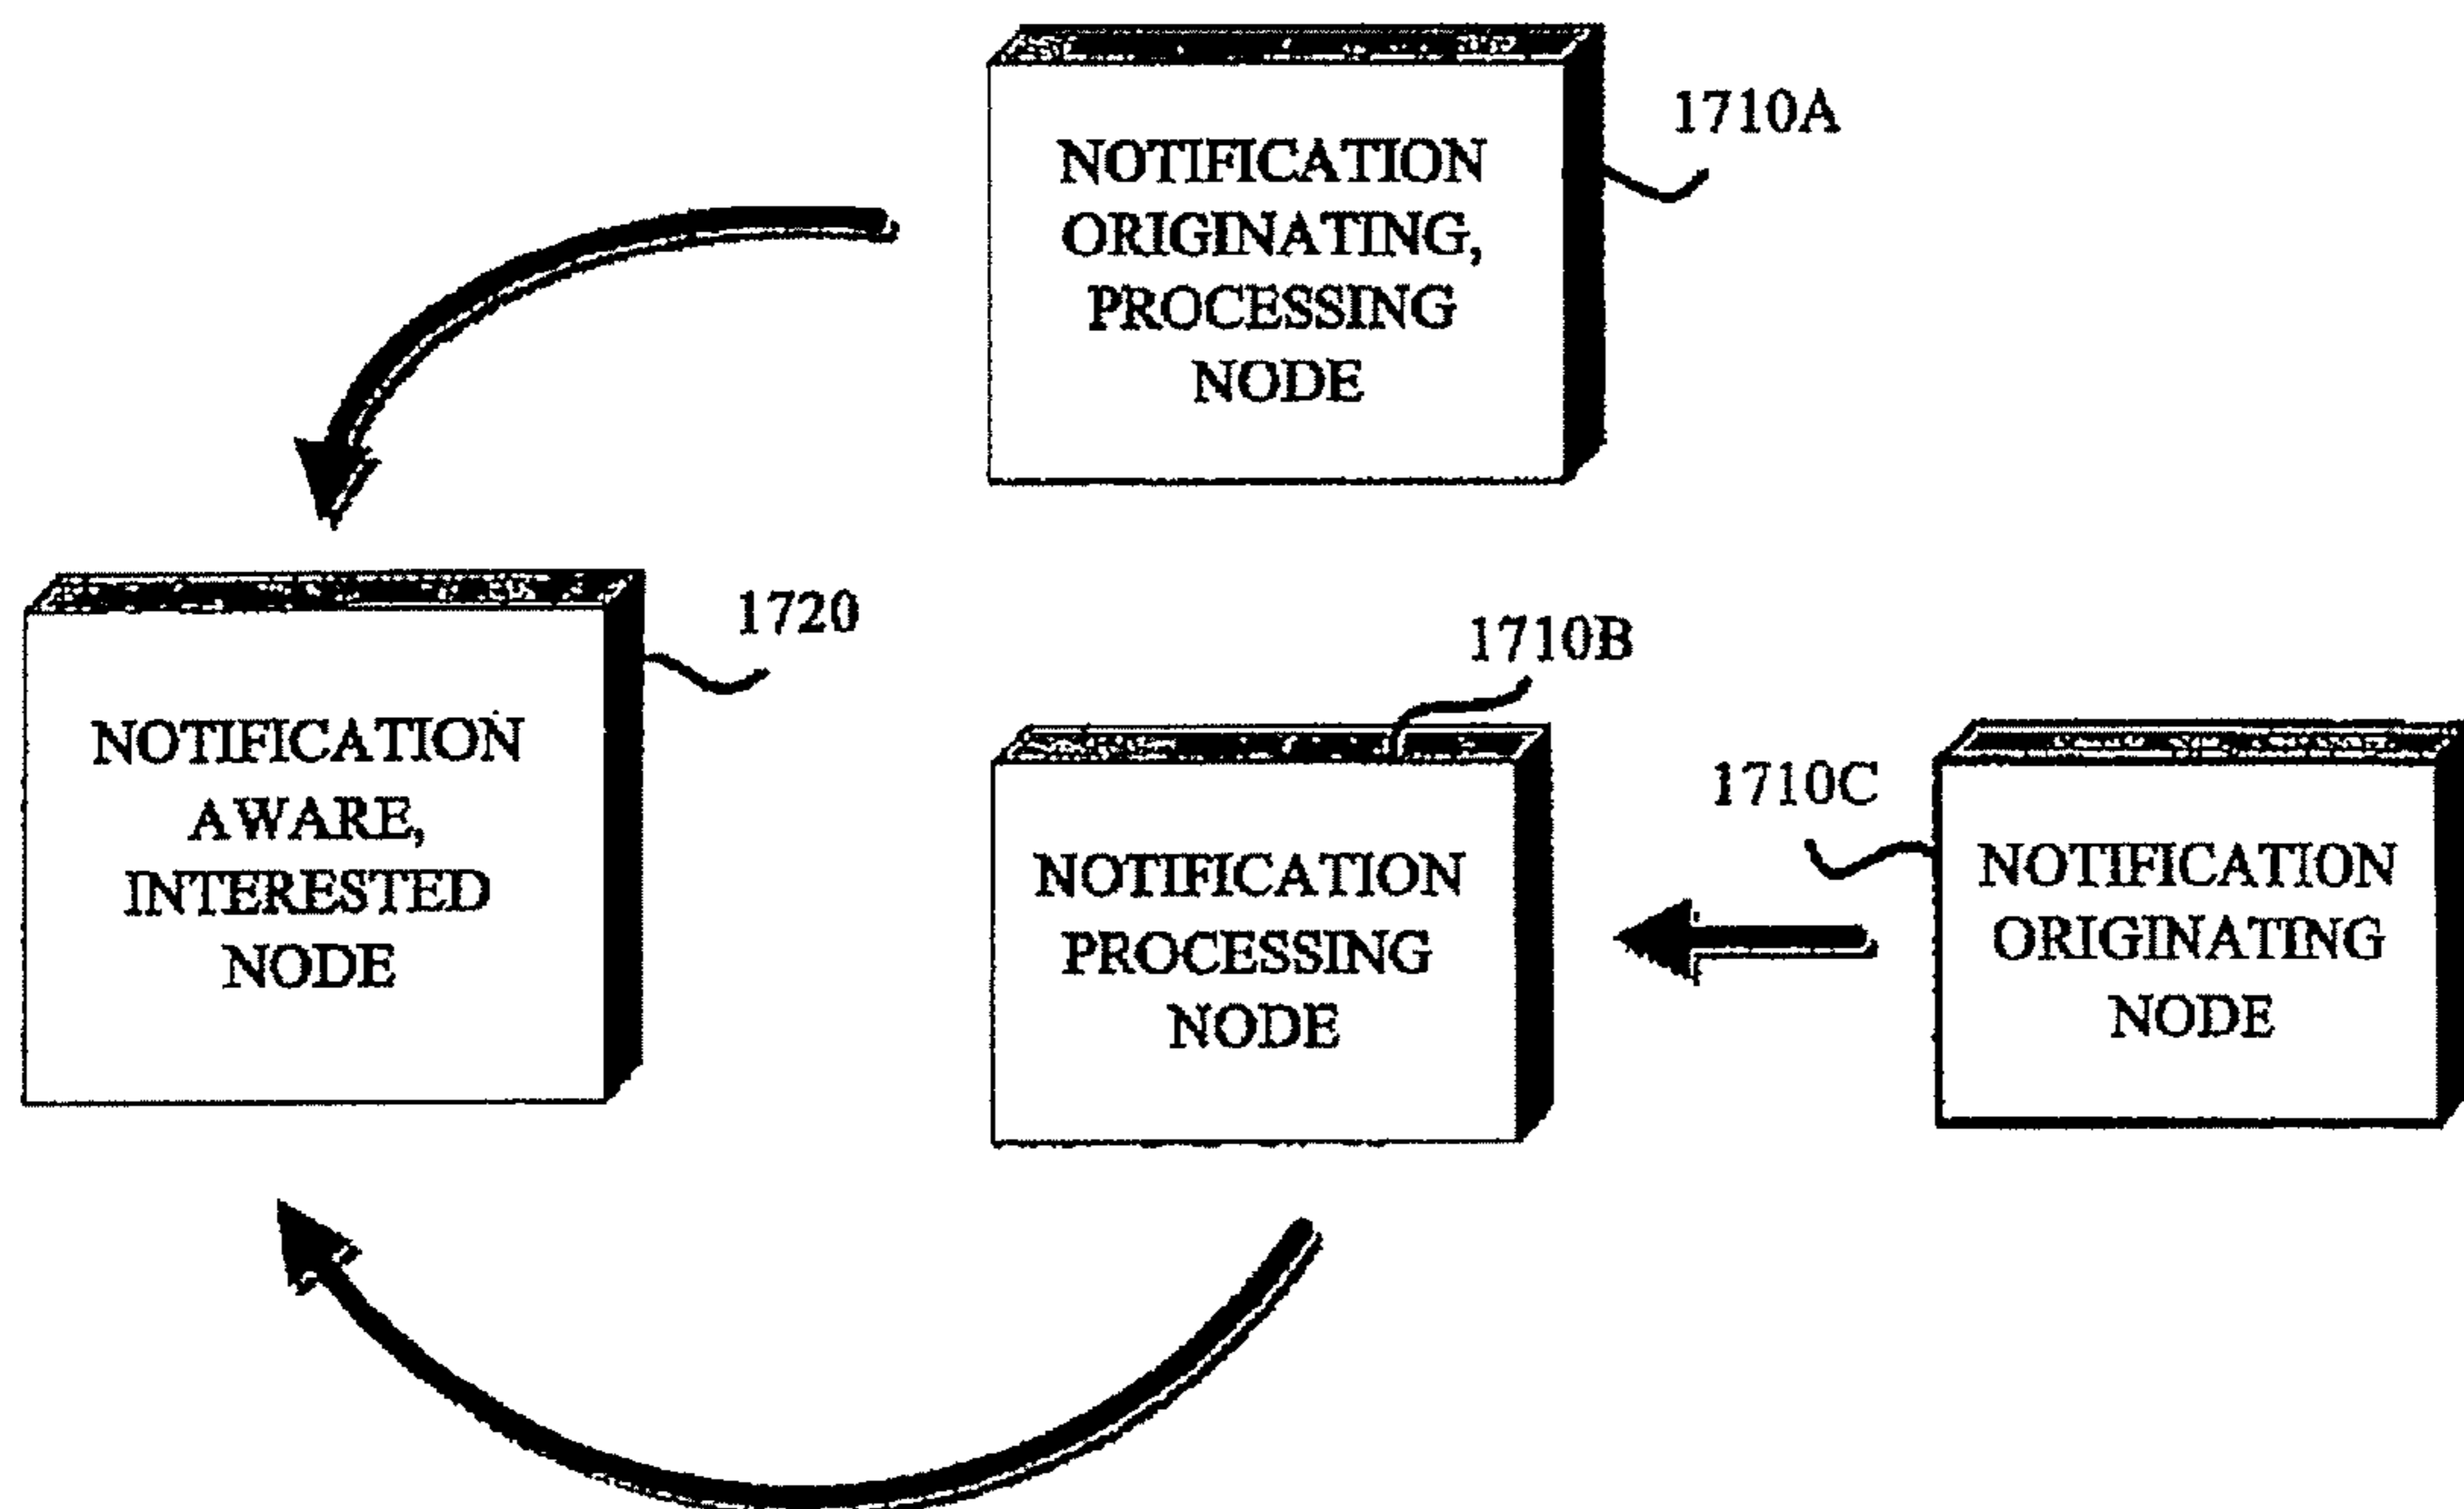 1710A
NOTIFICATION
ORIGINATING,
PROCESSING
NODE
1720
NOTIFICATION
AWARE,
INTERESTED
NODE
1710B
NOTIFICATION
PROCESSING
NODE
1710C
NOTIFICATION
ORIGINATING
NODE